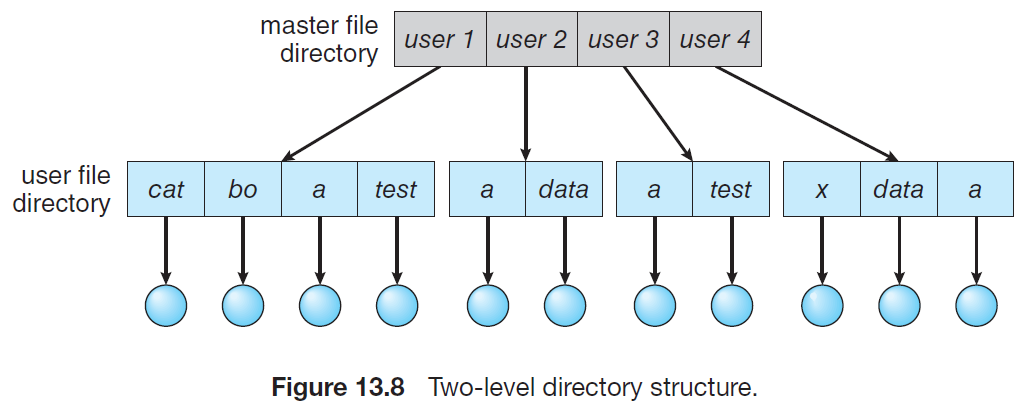 master file
directory
user 1 user 2 user 3 user 4
user file
directory
cat bo a test a data a test x data a
Figure 13.8 Two-level directory structure.